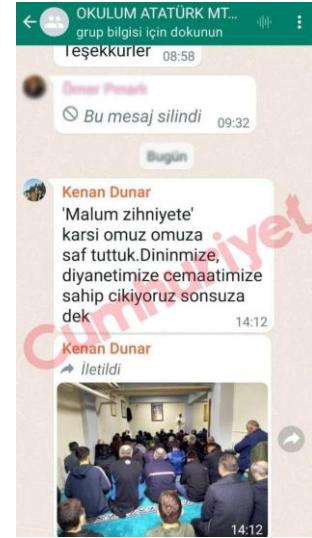 OKULUM ATATÜRK MT...
grup bilgisi için dokunun
Teşekkürler 08:58
Bu mesaj silindi 09:32
Bugün
Kenan Dunar
'Malum zihniyete'
karsi omuz omuza
saf tuttuk.Dininmize,
diyanetimize cemaatimize
sahip cikiyoruz sonsuza
dek
14:12
Cumhuriyet
Kenan Dunar
İletildi
14:12